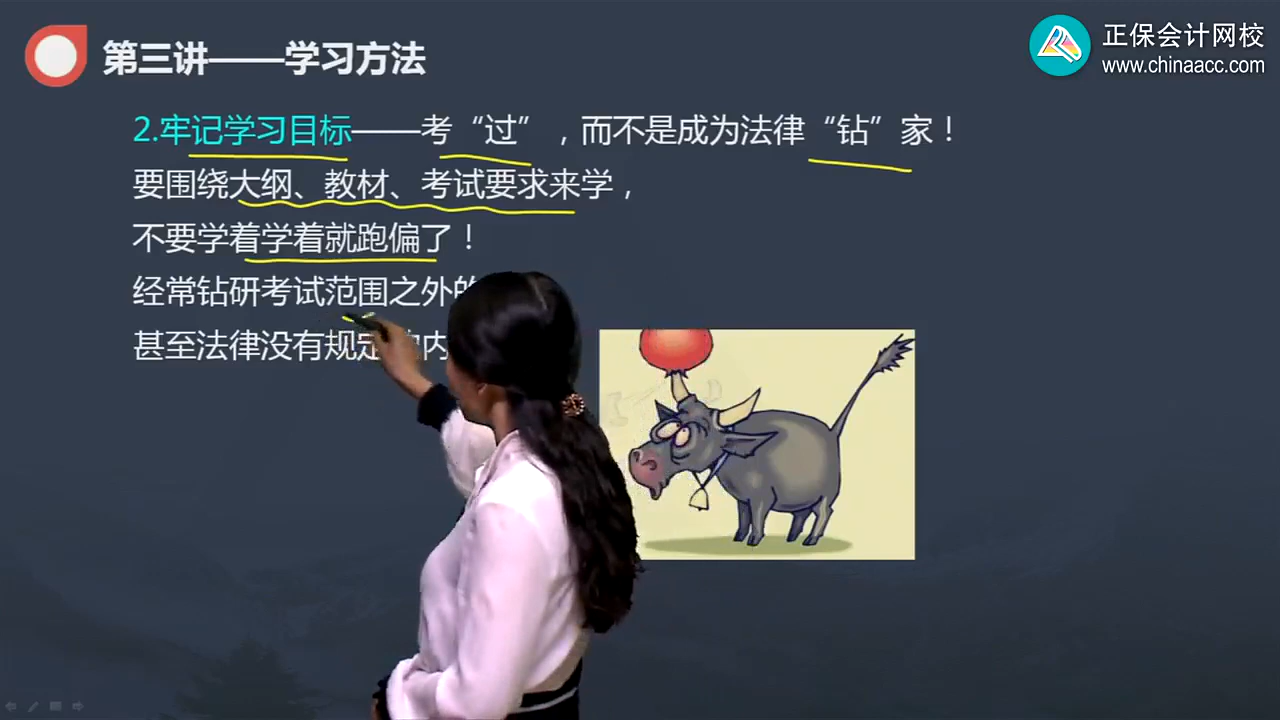 第三讲——学习方法
正保会计网校
www.chinaacc.com
2.牢记学习目标——考“过”，而不是成为法律“钻”家！
要围绕大纲、教材、考试要求来学，
不要学着学着就跑偏了！
经常钻研考试范围之外的
甚至法律没有规定的内